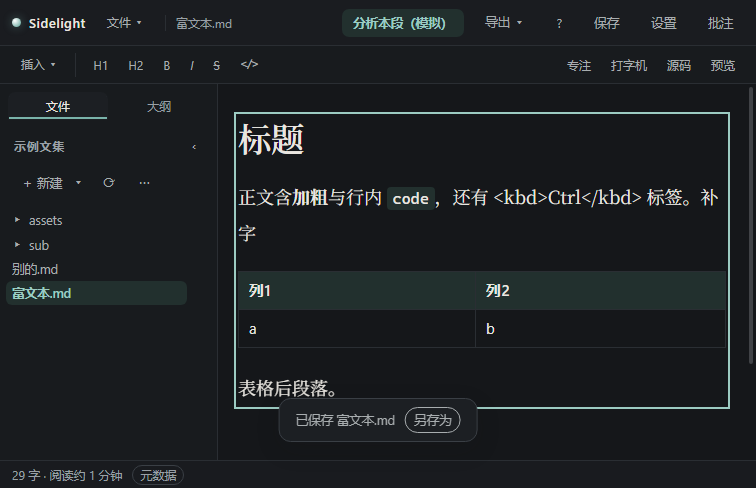 Sidelight 文件 富文本.md 分析本段（模拟） 导出 ? 保存 设置 批注
插入 H1 H2 B I S </> 专注 打字机 源码 预览
文件 大纲
示例文集
+ 新建 ...
assets
sub
别的.md
富文本.md
标题
正文含加粗与行内 code，还有 <kbd>Ctrl</kbd> 标签。补
字
列1 列2
a b
表格后段落。
已保存 富文本.md 另存为
29 字 · 阅读约 1 分钟 元数据